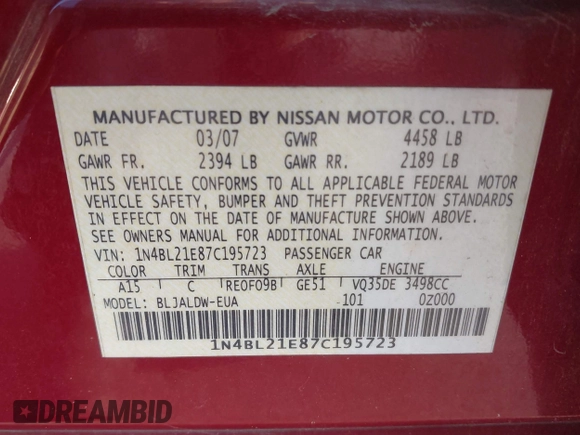 MANUFACTURED BY NISSAN MOTOR CO., LTD.
DATE 03/07 GVWR 4458 LB
GAWR FR. 2394 LB GAWR RR. 2189 LB
THIS VEHICLE CONFORMS TO ALL APPLICABLE FEDERAL MOTOR
VEHICLE SAFETY, BUMPER AND THEFT PREVENTION STANDARDS
IN EFFECT ON THE DATE OF MANUFACTURE SHOWN ABOVE.
SEE OWNERS MANUAL FOR ADDITIONAL INFORMATION.
VIN: 1N4BL21E87C195723 PASSENGER CAR
COLOR TRIM TRANS AXLE ENGINE
A15 C REOFO9B GE51 VQ35DE 3498CC
MODEL: BLJALDW-EUA -101 0Z000
1N4BL21E87C195723
DREAMBID